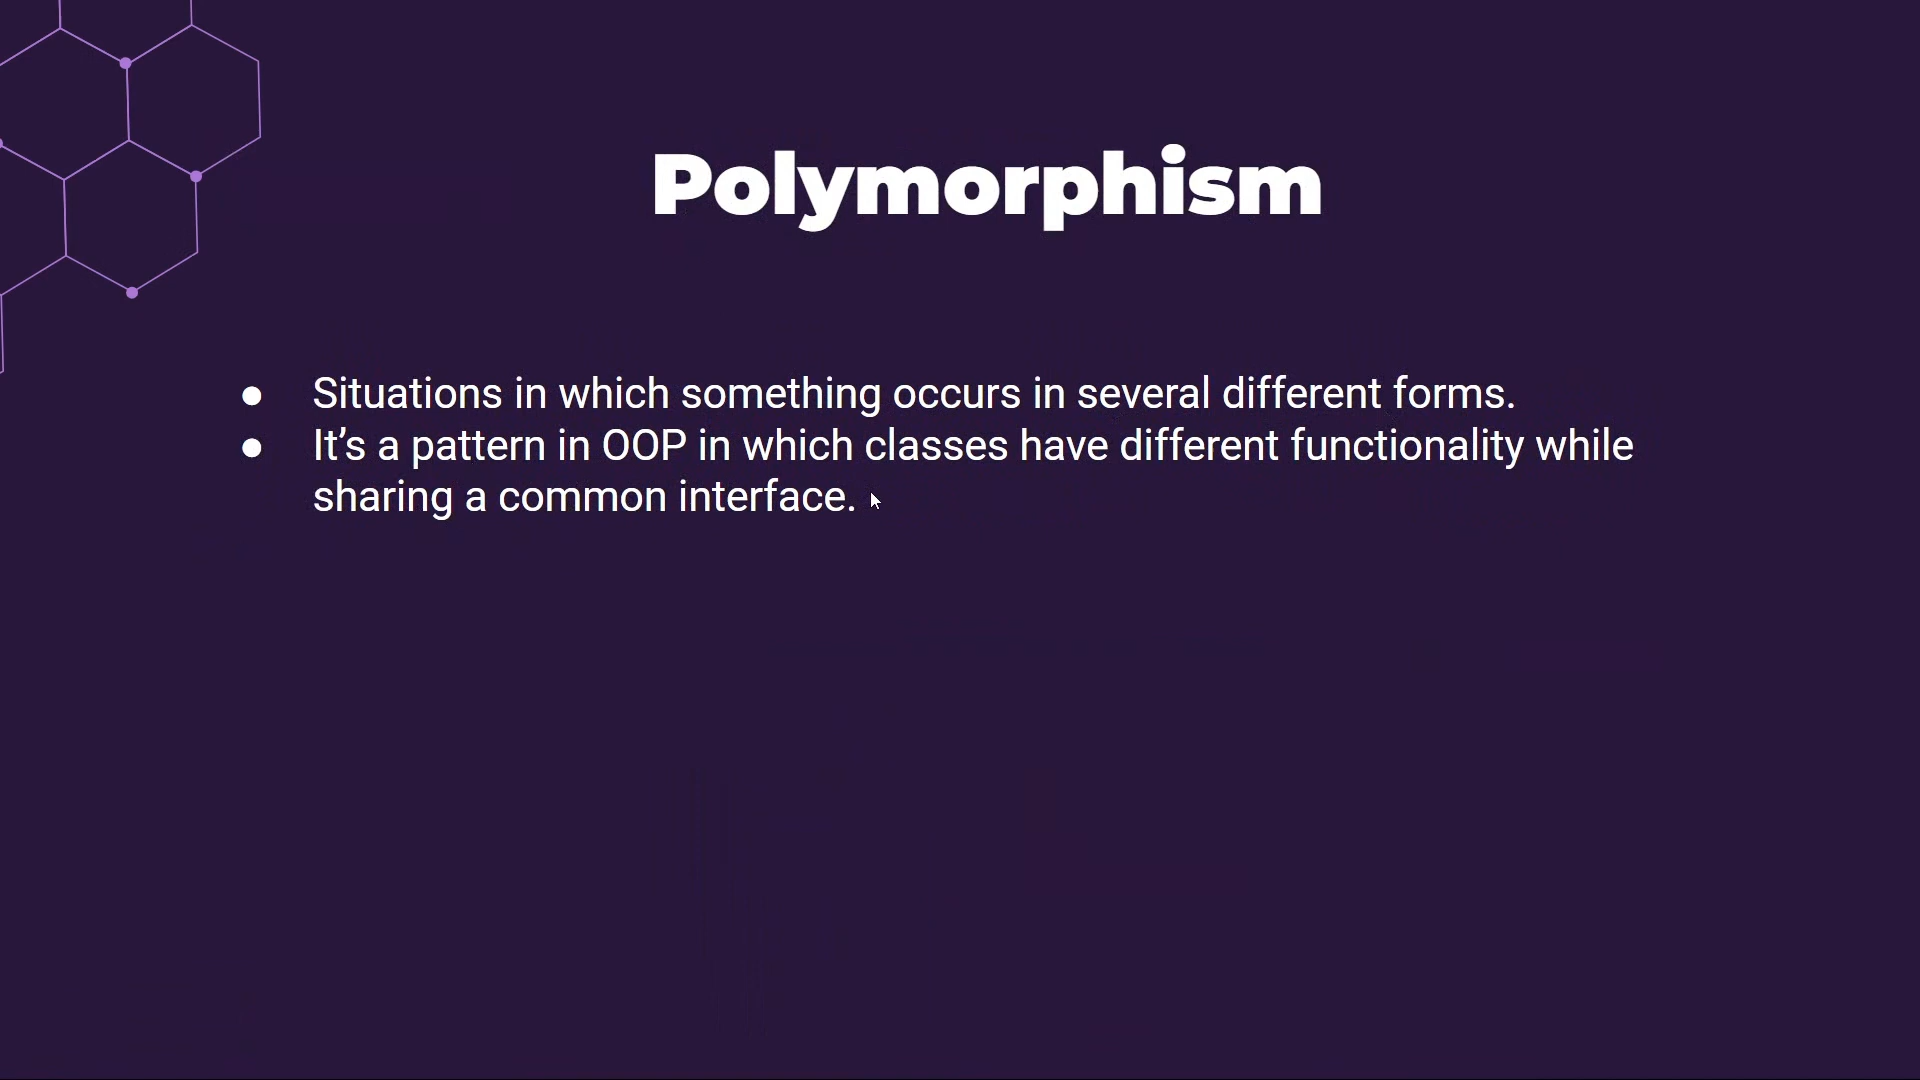 Polymorphism
● Situations in which something occurs in several different forms.
● It’s a pattern in OOP in which classes have different functionality while
sharing a common interface.